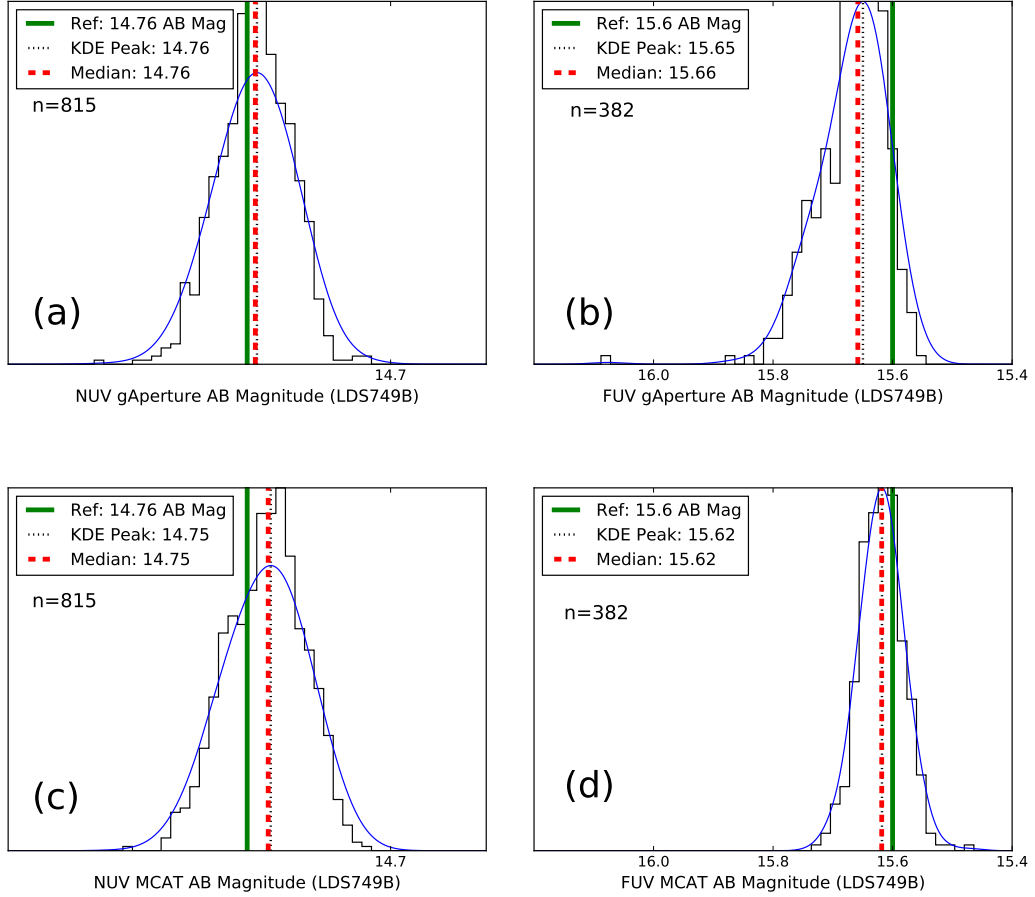 Ref: 14.76 AB Mag
KDE Peak: 14.76
Median: 14.76
n=815
(a)
14.7
NUV gAperture AB Magnitude (LDS749B)
Ref: 15.6 AB Mag
KDE Peak: 15.65
Median: 15.66
n=382
(b)
16.0 15.8 15.6 15.4
FUV gAperture AB Magnitude (LDS749B)
Ref: 14.76 AB Mag
KDE Peak: 14.75
Median: 14.75
n=815
(c)
14.7
NUV MCAT AB Magnitude (LDS749B)
Ref: 15.6 AB Mag
KDE Peak: 15.62
Median: 15.62
n=382
(d)
16.0 15.8 15.6 15.4
FUV MCAT AB Magnitude (LDS749B)